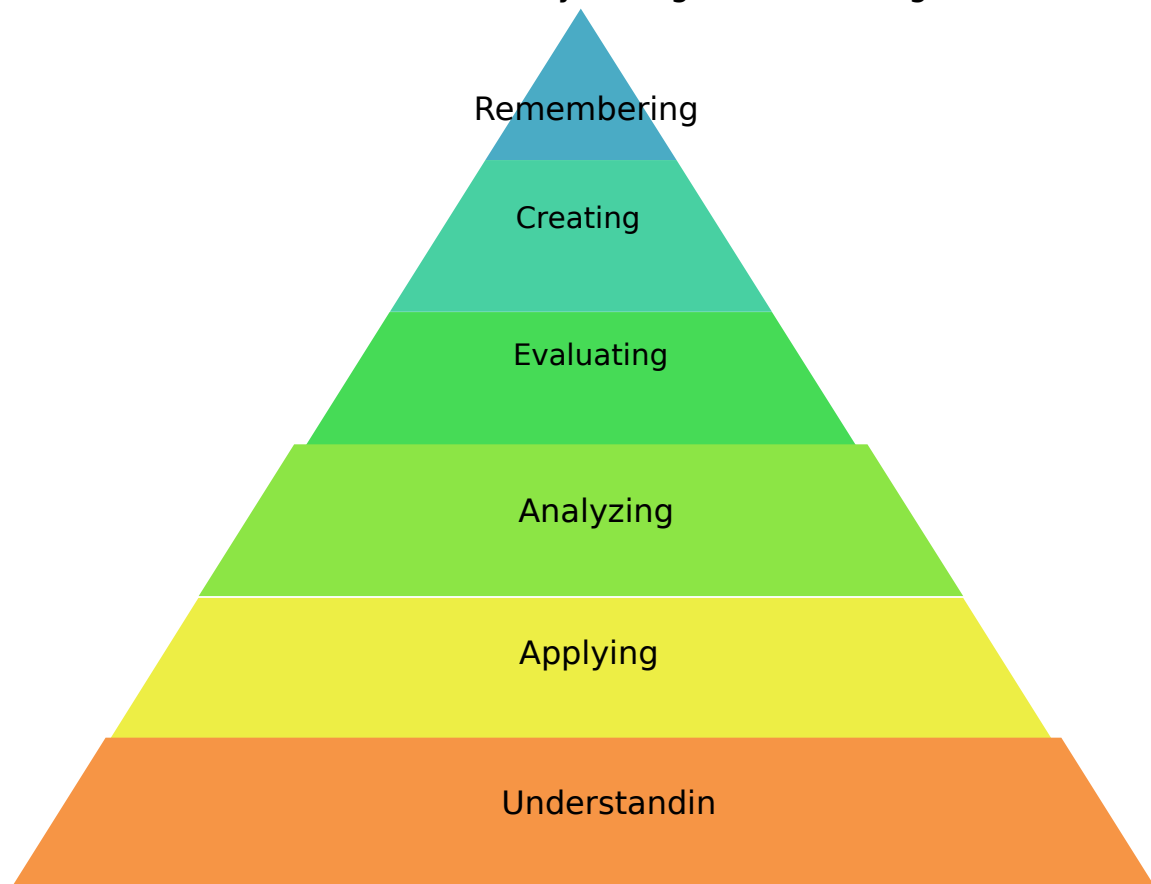 Remembering
Creating
Evaluating
Analyzing
Applying
Understandin